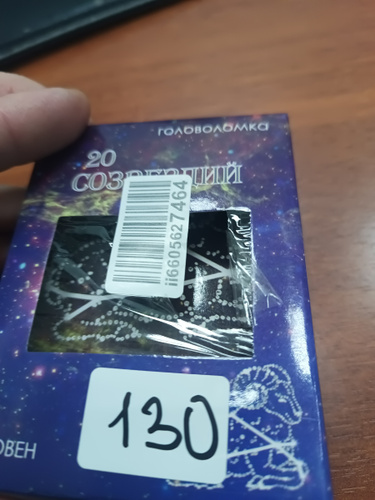 головоломка
20
СОЗВЕЗДИЙ
ii6605627464
130
ОВЕН